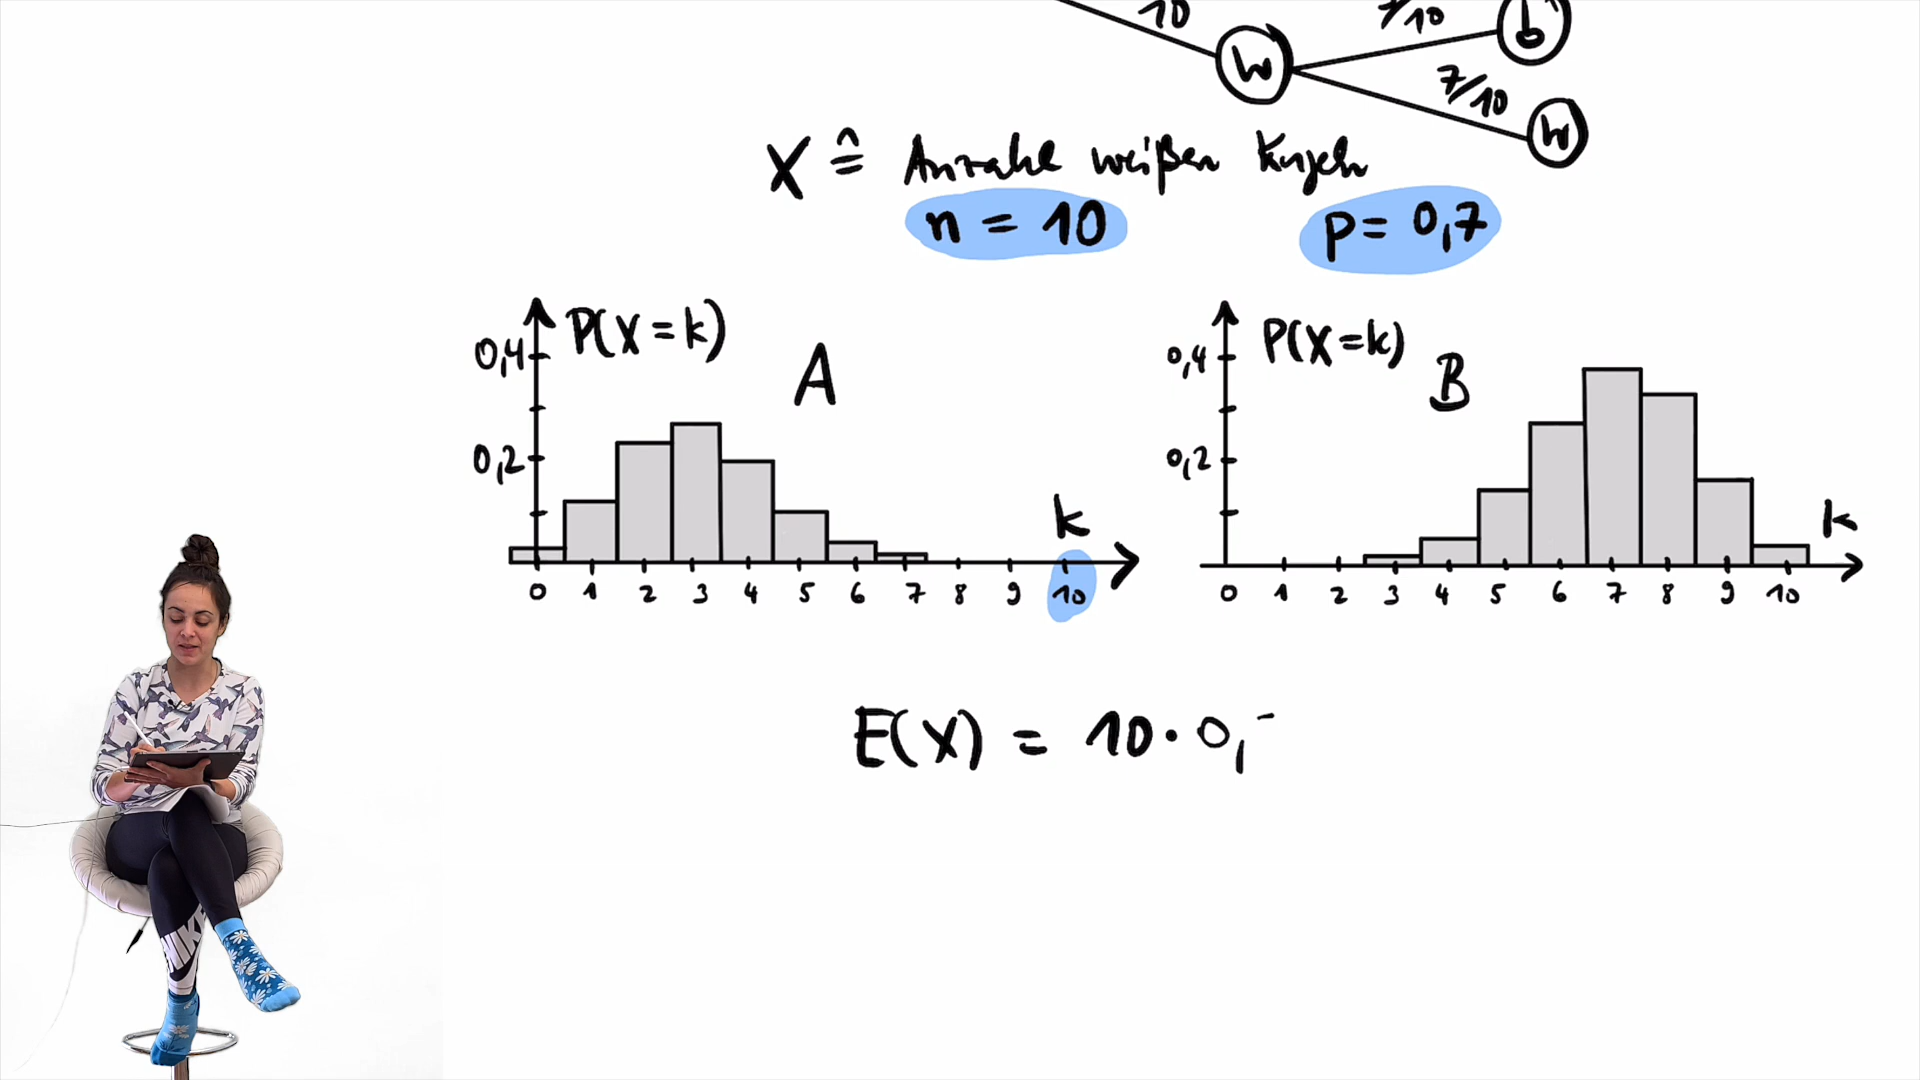 10
7/10
b
w
7/10
w
X ≙ Anzahl weißer Kugeln
n = 10
p = 0,7
P(X=k)
A
0,4
0,2
k
0 1 2 3 4 5 6 7 8 9 10
P(X=k)
B
0,4
0,2
k
0 1 2 3 4 5 6 7 8 9 10
E(X) = 10 · 0,
NIKE